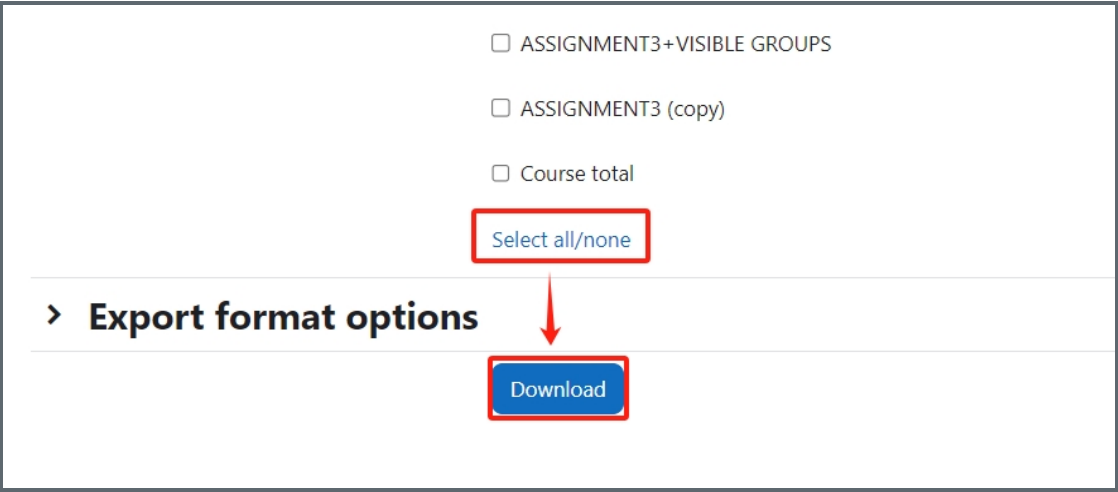 ASSIGNMENT3+VISIBLE GROUPS
ASSIGNMENT3 (copy)
Course total
Select all/none
Export format options
Download